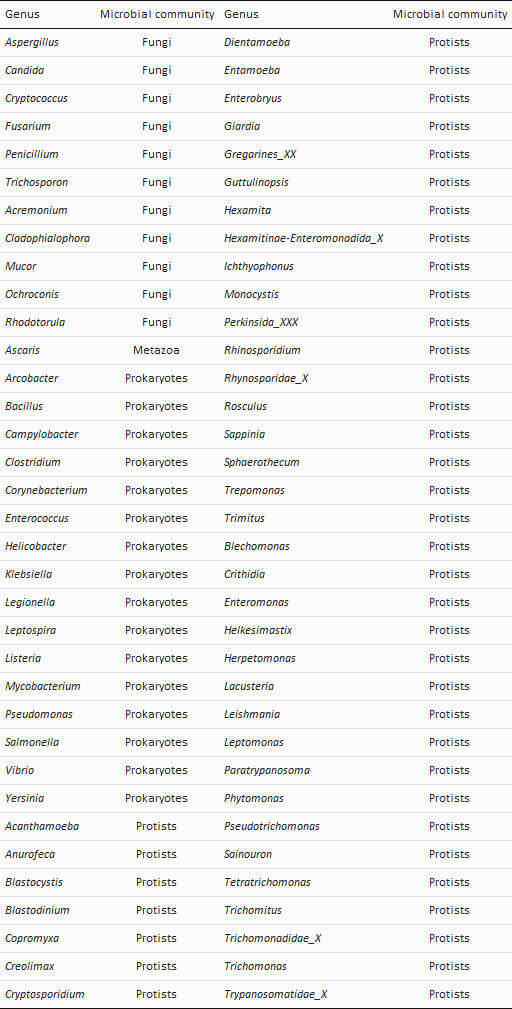 Genus Microbial community Genus Microbial community
Aspergillus Fungi Dientamoeba Protists
Candida Fungi Entamoeba Protists
Cryptococcus Fungi Enterobryus Protists
Fusarium Fungi Giardia Protists
Penicillium Fungi Gregarines_XX Protists
Trichosporon Fungi Guttulinopsis Protists
Acremonium Fungi Hexamita Protists
Cladophialophora Fungi Hexamitinae-Enteromonadida_X Protists
Mucor Fungi Ichthyophonus Protists
Ochroconis Fungi Monocystis Protists
Rhodotorula Fungi Perkinsida_XXX Protists
Ascaris Metazoa Rhinosporidium Protists
Arcobacter Prokaryotes Rhynosporidae_X Protists
Bacillus Prokaryotes Rosculus Protists
Campylobacter Prokaryotes Sappinia Protists
Clostridium Prokaryotes Sphaerothecum Protists
Corynebacterium Prokaryotes Trepomonas Protists
Enterococcus Prokaryotes Trimitus Protists
Helicobacter Prokaryotes Blechomonas Protists
Klebsiella Prokaryotes Crithidia Protists
Legionella Prokaryotes Enteromonas Protists
Leptospira Prokaryotes Helkesimastix Protists
Listeria Prokaryotes Herpetomonas Protists
Mycobacterium Prokaryotes Lacusteria Protists
Pseudomonas Prokaryotes Leishmania Protists
Salmonella Prokaryotes Leptomonas Protists
Vibrio Prokaryotes Paratrypanosoma Protists
Yersinia Prokaryotes Phytomonas Protists
Acanthamoeba Protists Pseudotrichomonas Protists
Anurofeca Protists Sainouron Protists
Blastocystis Protists Tetratrichomonas Protists
Blastodinium Protists Trichomitus Protists
Copromyxa Protists Trichomonadidae_X Protists
Creolimax Protists Trichomonas Protists
Cryptosporidium Protists Trypanosomatidae_X Protists